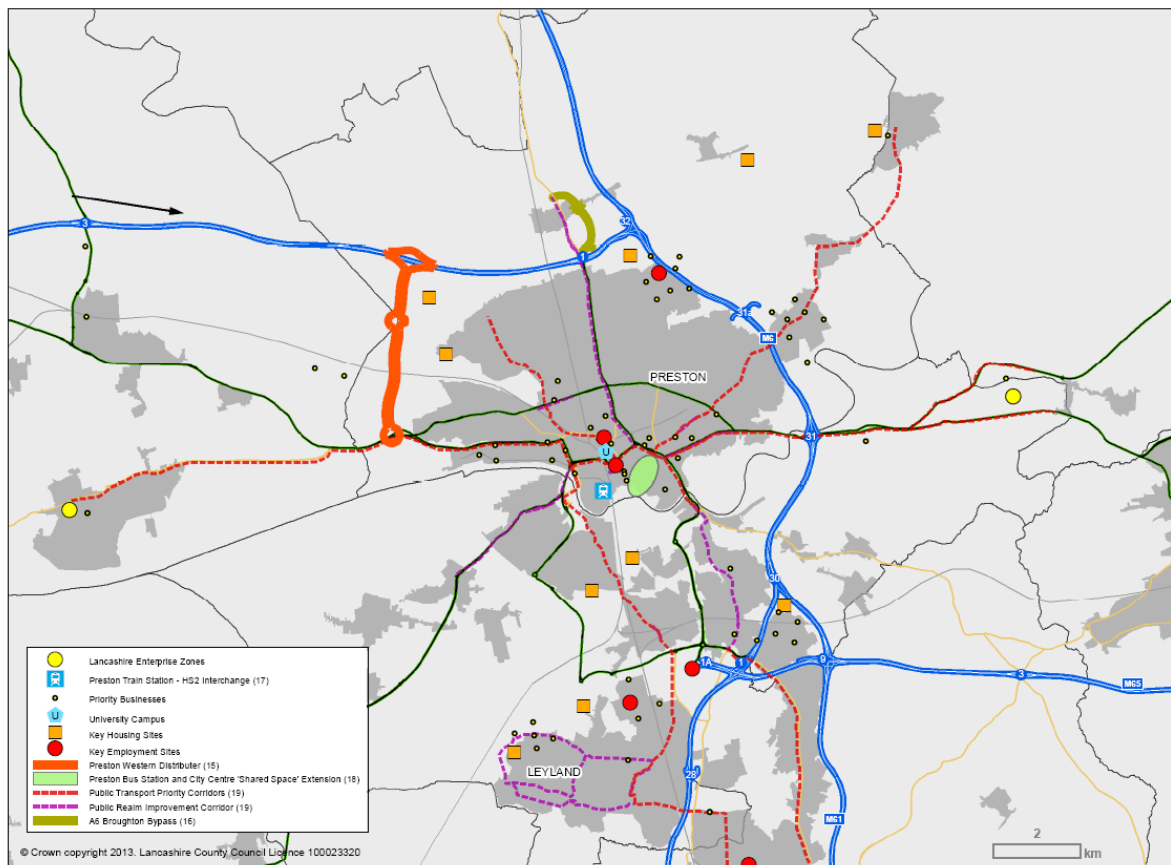 32
3
1
31a
M6
PRESTON
31
U
30
1A
1
9
3
M65
28
LEYLAND
M61
Lancashire Enterprise Zones
Preston Train Station - HS2 Interchange (17)
Priority Businesses
U
University Campus
Key Housing Sites
Key Employment Sites
Preston Western Distributer (15)
Preston Bus Station and City Centre 'Shared Space' Extension (18)
Public Transport Priority Corridors (19)
Public Realm Improvement Corridor (19)
A6 Broughton Bypass (16)
2
km
© Crown copyright 2013. Lancashire County Council Licence 100023320